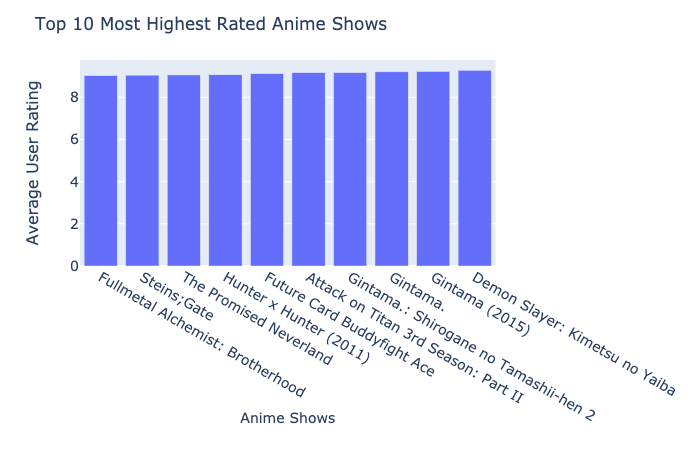 Top 10 Most Highest Rated Anime Shows
Average User Rating
8
6
4
2
0
Fullmetal Alchemist: Brotherhood
Steins;Gate
The Promised Neverland
Hunter x Hunter (2011)
Future Card Buddyfight Ace
Attack on Titan 3rd Season: Part II
Gintama.: Shirogane no Tamashii-hen 2
Gintama.
Gintama (2015)
Demon Slayer: Kimetsu no Yaiba
Anime Shows